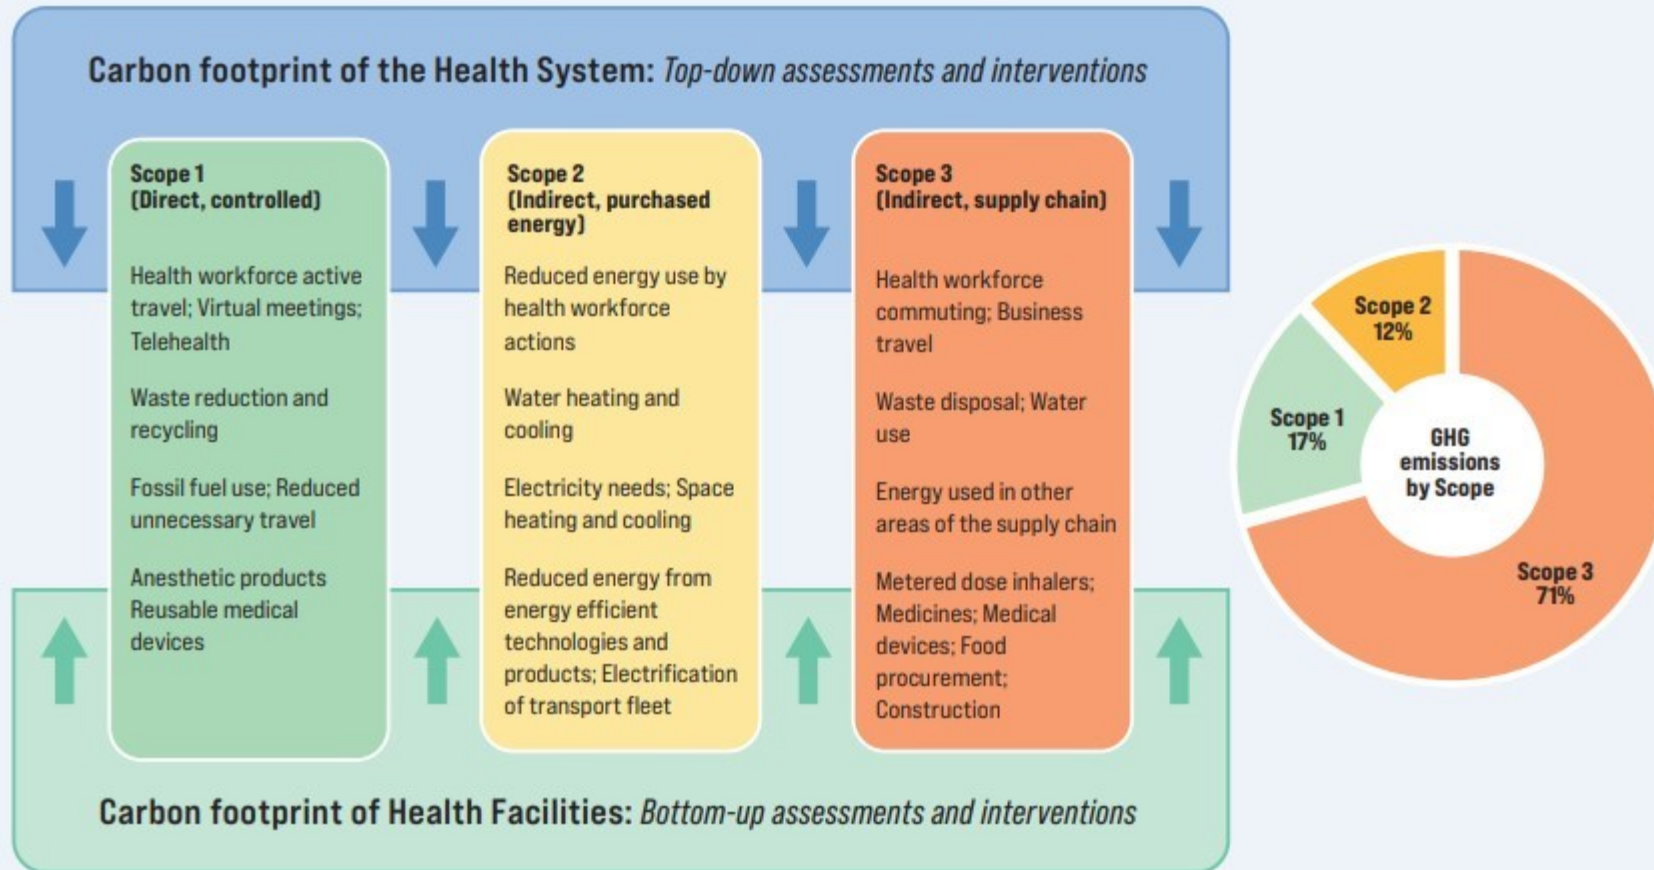 Carbon footprint of the Health System: Top-down assessments and interventions
Scope 1
(Direct, controlled)
Health workforce active
travel; Virtual meetings;
Telehealth
Waste reduction and
recycling
Fossil fuel use; Reduced
unnecessary travel
Anesthetic products
Reusable medical
devices
Scope 2
(Indirect, purchased
energy)
Reduced energy use by
health workforce
actions
Water heating and
cooling
Electricity needs; Space
heating and cooling
Reduced energy from
energy efficient
technologies and
products; Electrification
of transport fleet
Scope 3
(Indirect, supply chain)
Health workforce
commuting; Business
travel
Waste disposal; Water
use
Energy used in other
areas of the supply chain
Metered dose inhalers;
Medicines; Medical
devices; Food
procurement;
Construction
Carbon footprint of Health Facilities: Bottom-up assessments and interventions
Scope 2
12%
Scope 1
17%
GHG
emissions
by Scope
Scope 3
71%